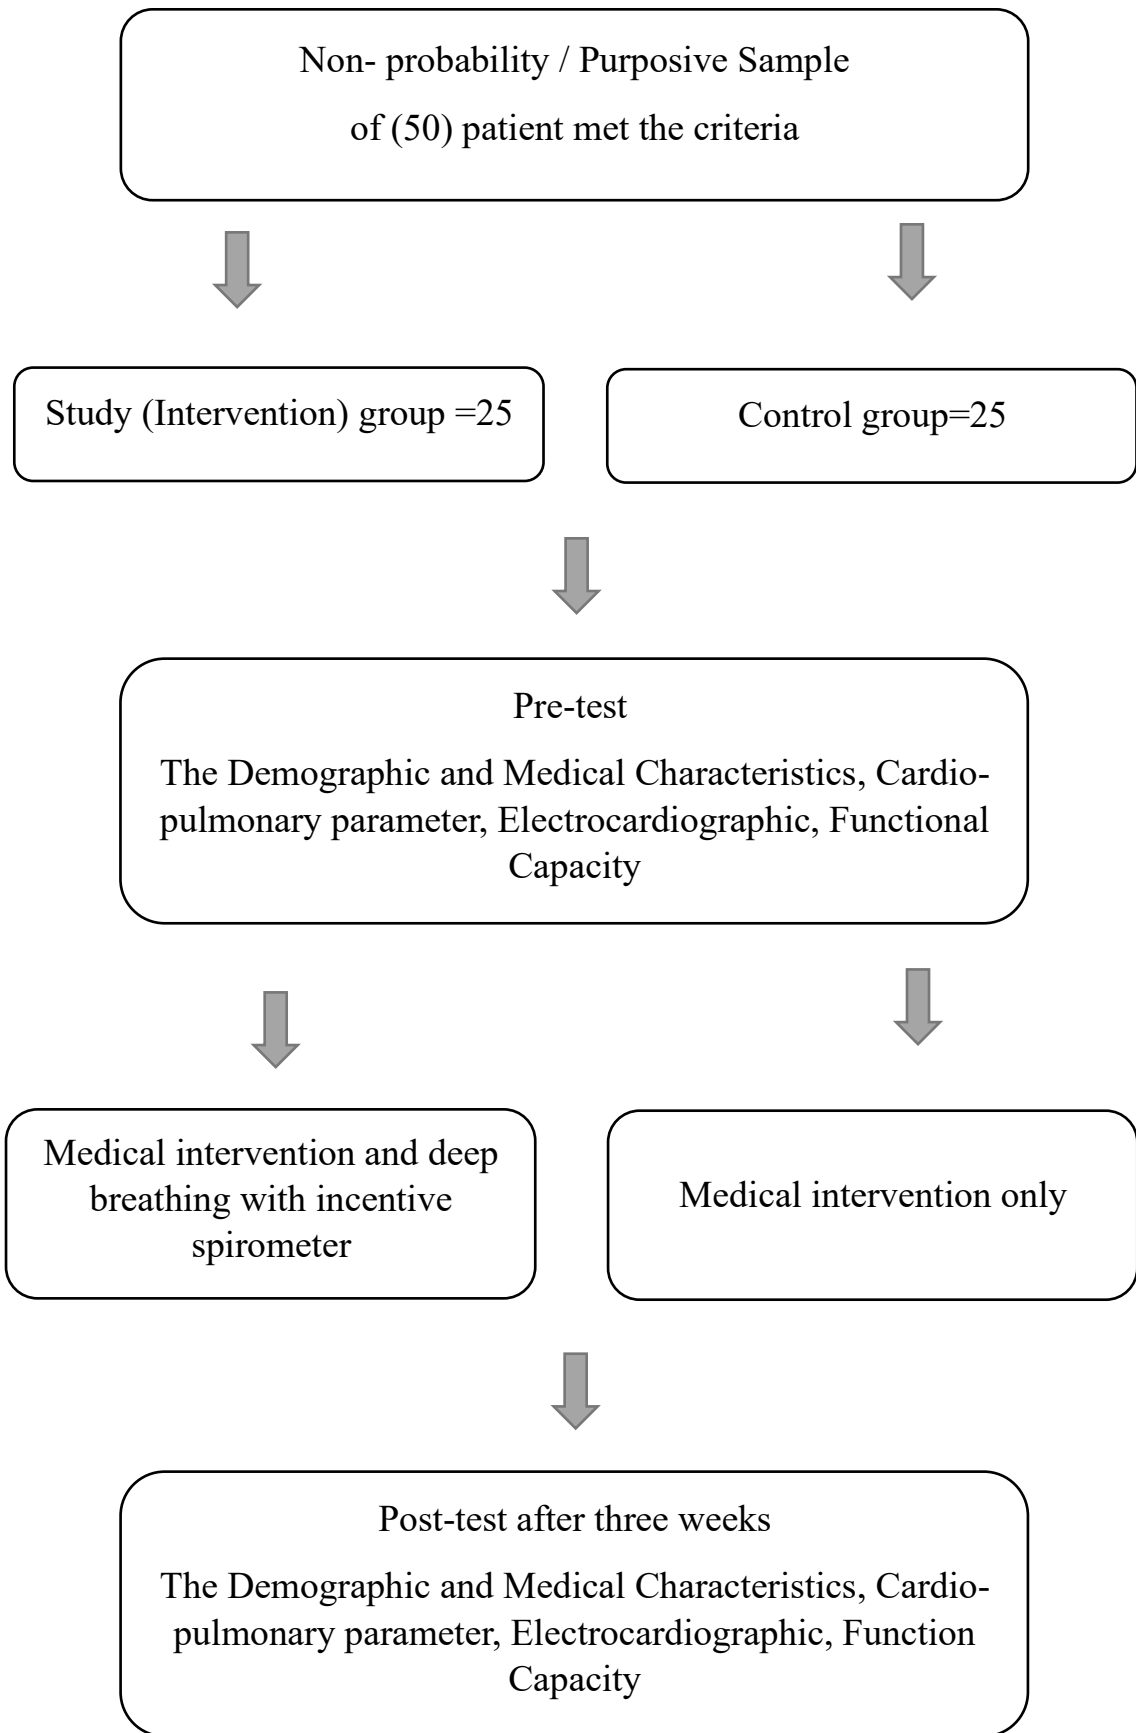 Non- probability / Purposive Sample
of (50) patient met the criteria
Study (Intervention) group =25
Control group=25
Pre-test
The Demographic and Medical Characteristics, Cardio-
pulmonary parameter, Electrocardiographic, Functional
Capacity
Medical intervention and deep
breathing with incentive
spirometer
Medical intervention only
Post-test after three weeks
The Demographic and Medical Characteristics, Cardio-
pulmonary parameter, Electrocardiographic, Function
Capacity